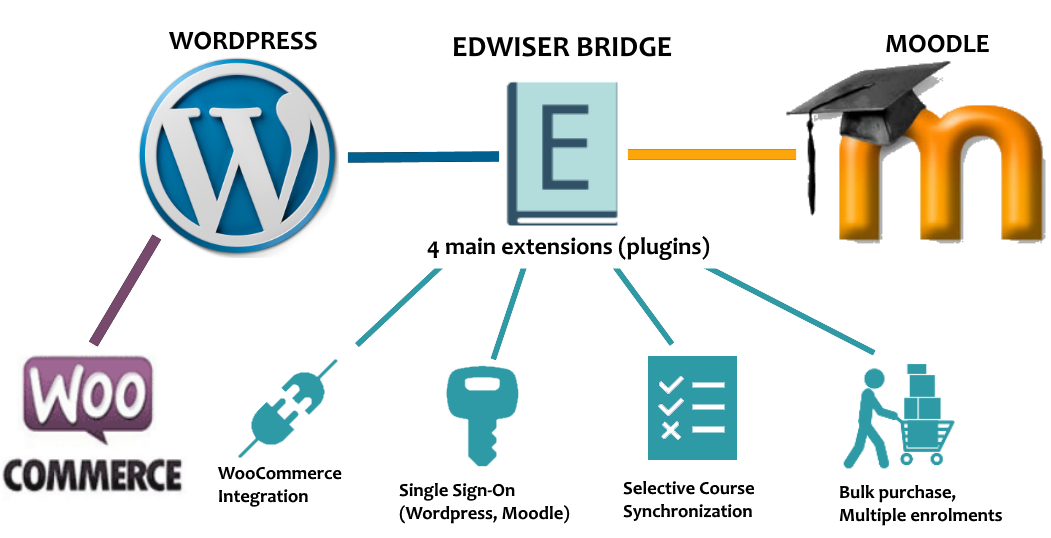 WORDPRESS
EDWISER BRIDGE
MOODLE
W
E
m
4 main extensions (plugins)
WOO
COMMERCE
WooCommerce
Integration
Single Sign-On
(Wordpress, Moodle)
Selective Course
Synchronization
Bulk purchase,
Multiple enrolments